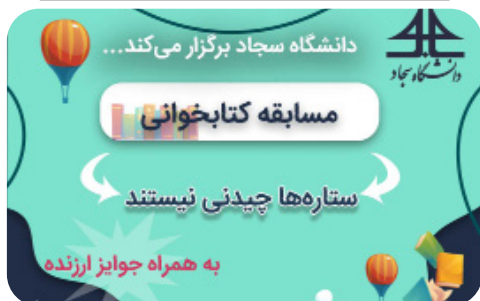 دانشگاه سجاد برگزار می‌کند...
دانشگاه سجاد
مسابقه کتابخوانی
ستاره‌ها چیدنی نیستند
به همراه جوایز ارزنده